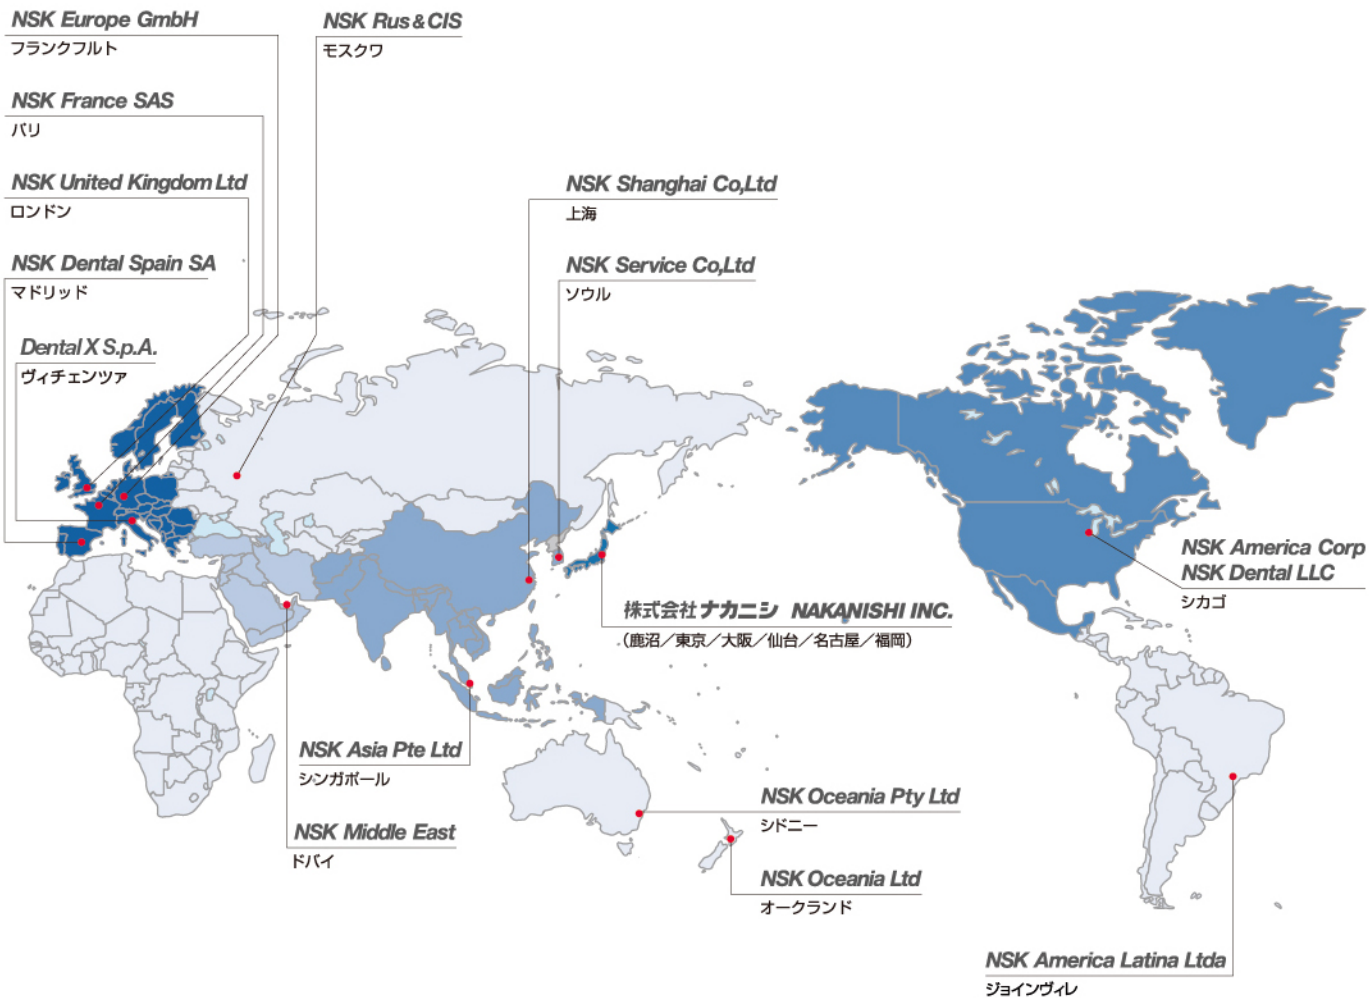 NSK Europe GmbH
フランクフルト
NSK Rus&CIS
モスクワ
NSK France SAS
パリ
NSK United Kingdom Ltd
ロンドン
NSK Dental Spain SA
マドリッド
Dental X S.p.A.
ヴィチェンツァ
NSK Shanghai Co,Ltd
上海
NSK Service Co,Ltd
ソウル
NSK America Corp
NSK Dental LLC
シカゴ
株式会社ナカニシ NAKANISHI INC.
（鹿沼／東京／大阪／仙台／名古屋／福岡）
NSK Asia Pte Ltd
シンガポール
NSK Middle East
ドバイ
NSK Oceania Pty Ltd
シドニー
NSK Oceania Ltd
オークランド
NSK America Latina Ltda
ジョインヴィレ